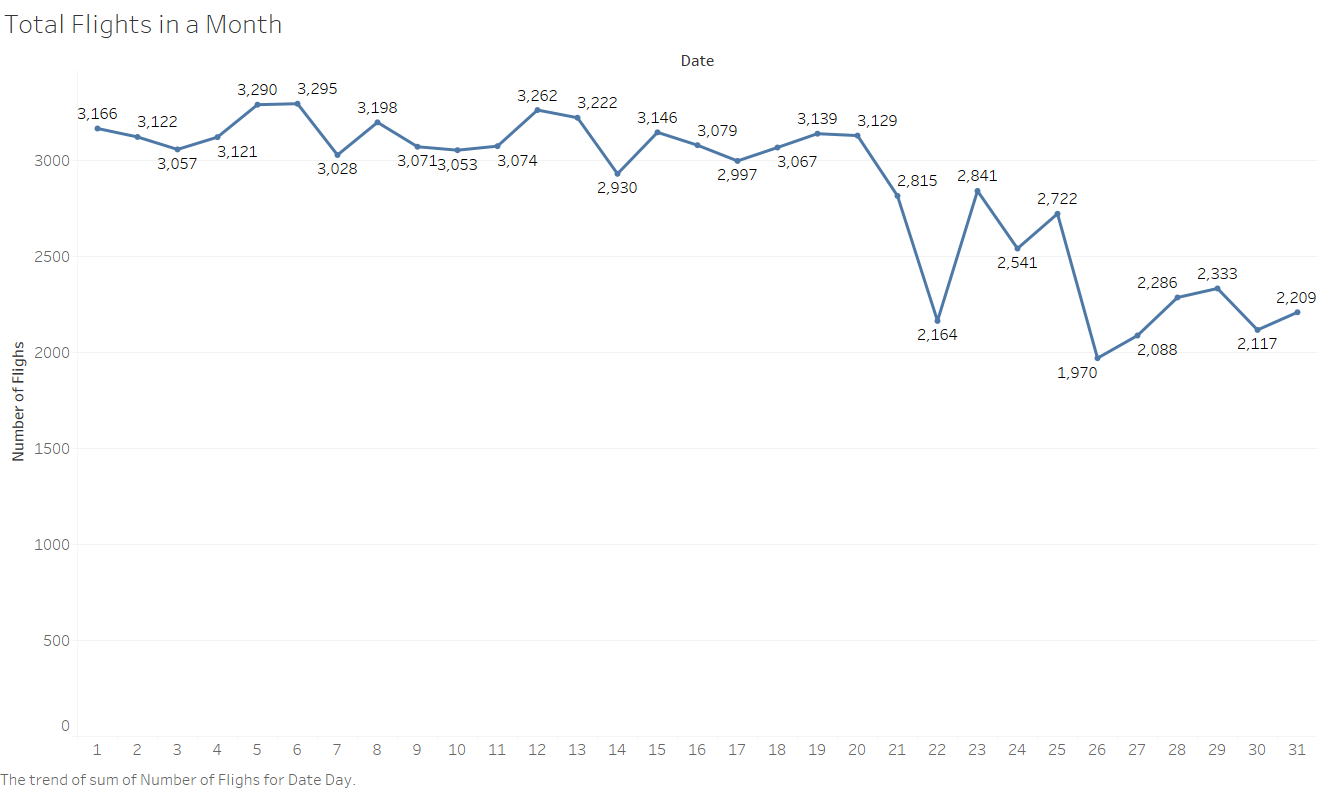 Total Flights in a Month
Date
3,166 3,122 3,057 3,121 3,290 3,295 3,028 3,198 3,071 3,053 3,074 3,262 3,222 2,930 3,146 3,079 2,997 3,067 3,139 3,129 2,815 2,164 2,841 2,541 2,722 1,970 2,088 2,286 2,333 2,117 2,209
Number of Flighs
3000
2500
2000
1500
1000
500
0
1 2 3 4 5 6 7 8 9 10 11 12 13 14 15 16 17 18 19 20 21 22 23 24 25 26 27 28 29 30 31
The trend of sum of Number of Flighs for Date Day.